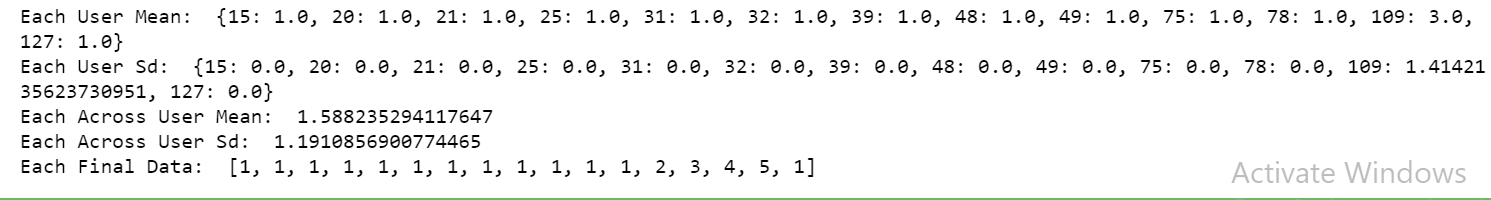 Each User Mean:  {15: 1.0, 20: 1.0, 21: 1.0, 25: 1.0, 31: 1.0, 32: 1.0, 39: 1.0, 48: 1.0, 49: 1.0, 75: 1.0, 78: 1.0, 109: 3.0,
127: 1.0}
Each User Sd:  {15: 0.0, 20: 0.0, 21: 0.0, 25: 0.0, 31: 0.0, 32: 0.0, 39: 0.0, 48: 0.0, 49: 0.0, 75: 0.0, 78: 0.0, 109: 1.41421
35623730951, 127: 0.0}
Each Across User Mean:  1.588235294117647
Each Across User Sd:  1.1910856900774465
Each Final Data:  [1, 1, 1, 1, 1, 1, 1, 1, 1, 1, 1, 1, 2, 3, 4, 5, 1]
Activate Windows